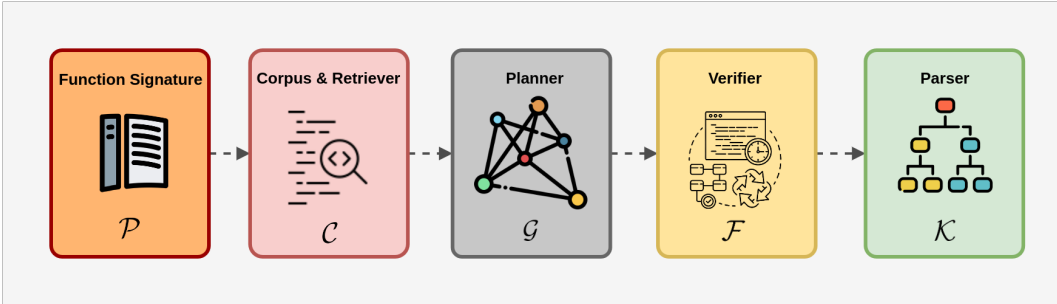 Function Signature
Corpus & Retriever
Planner
Verifier
Parser
𝒫
𝒞
𝒢
ℱ
𝒦